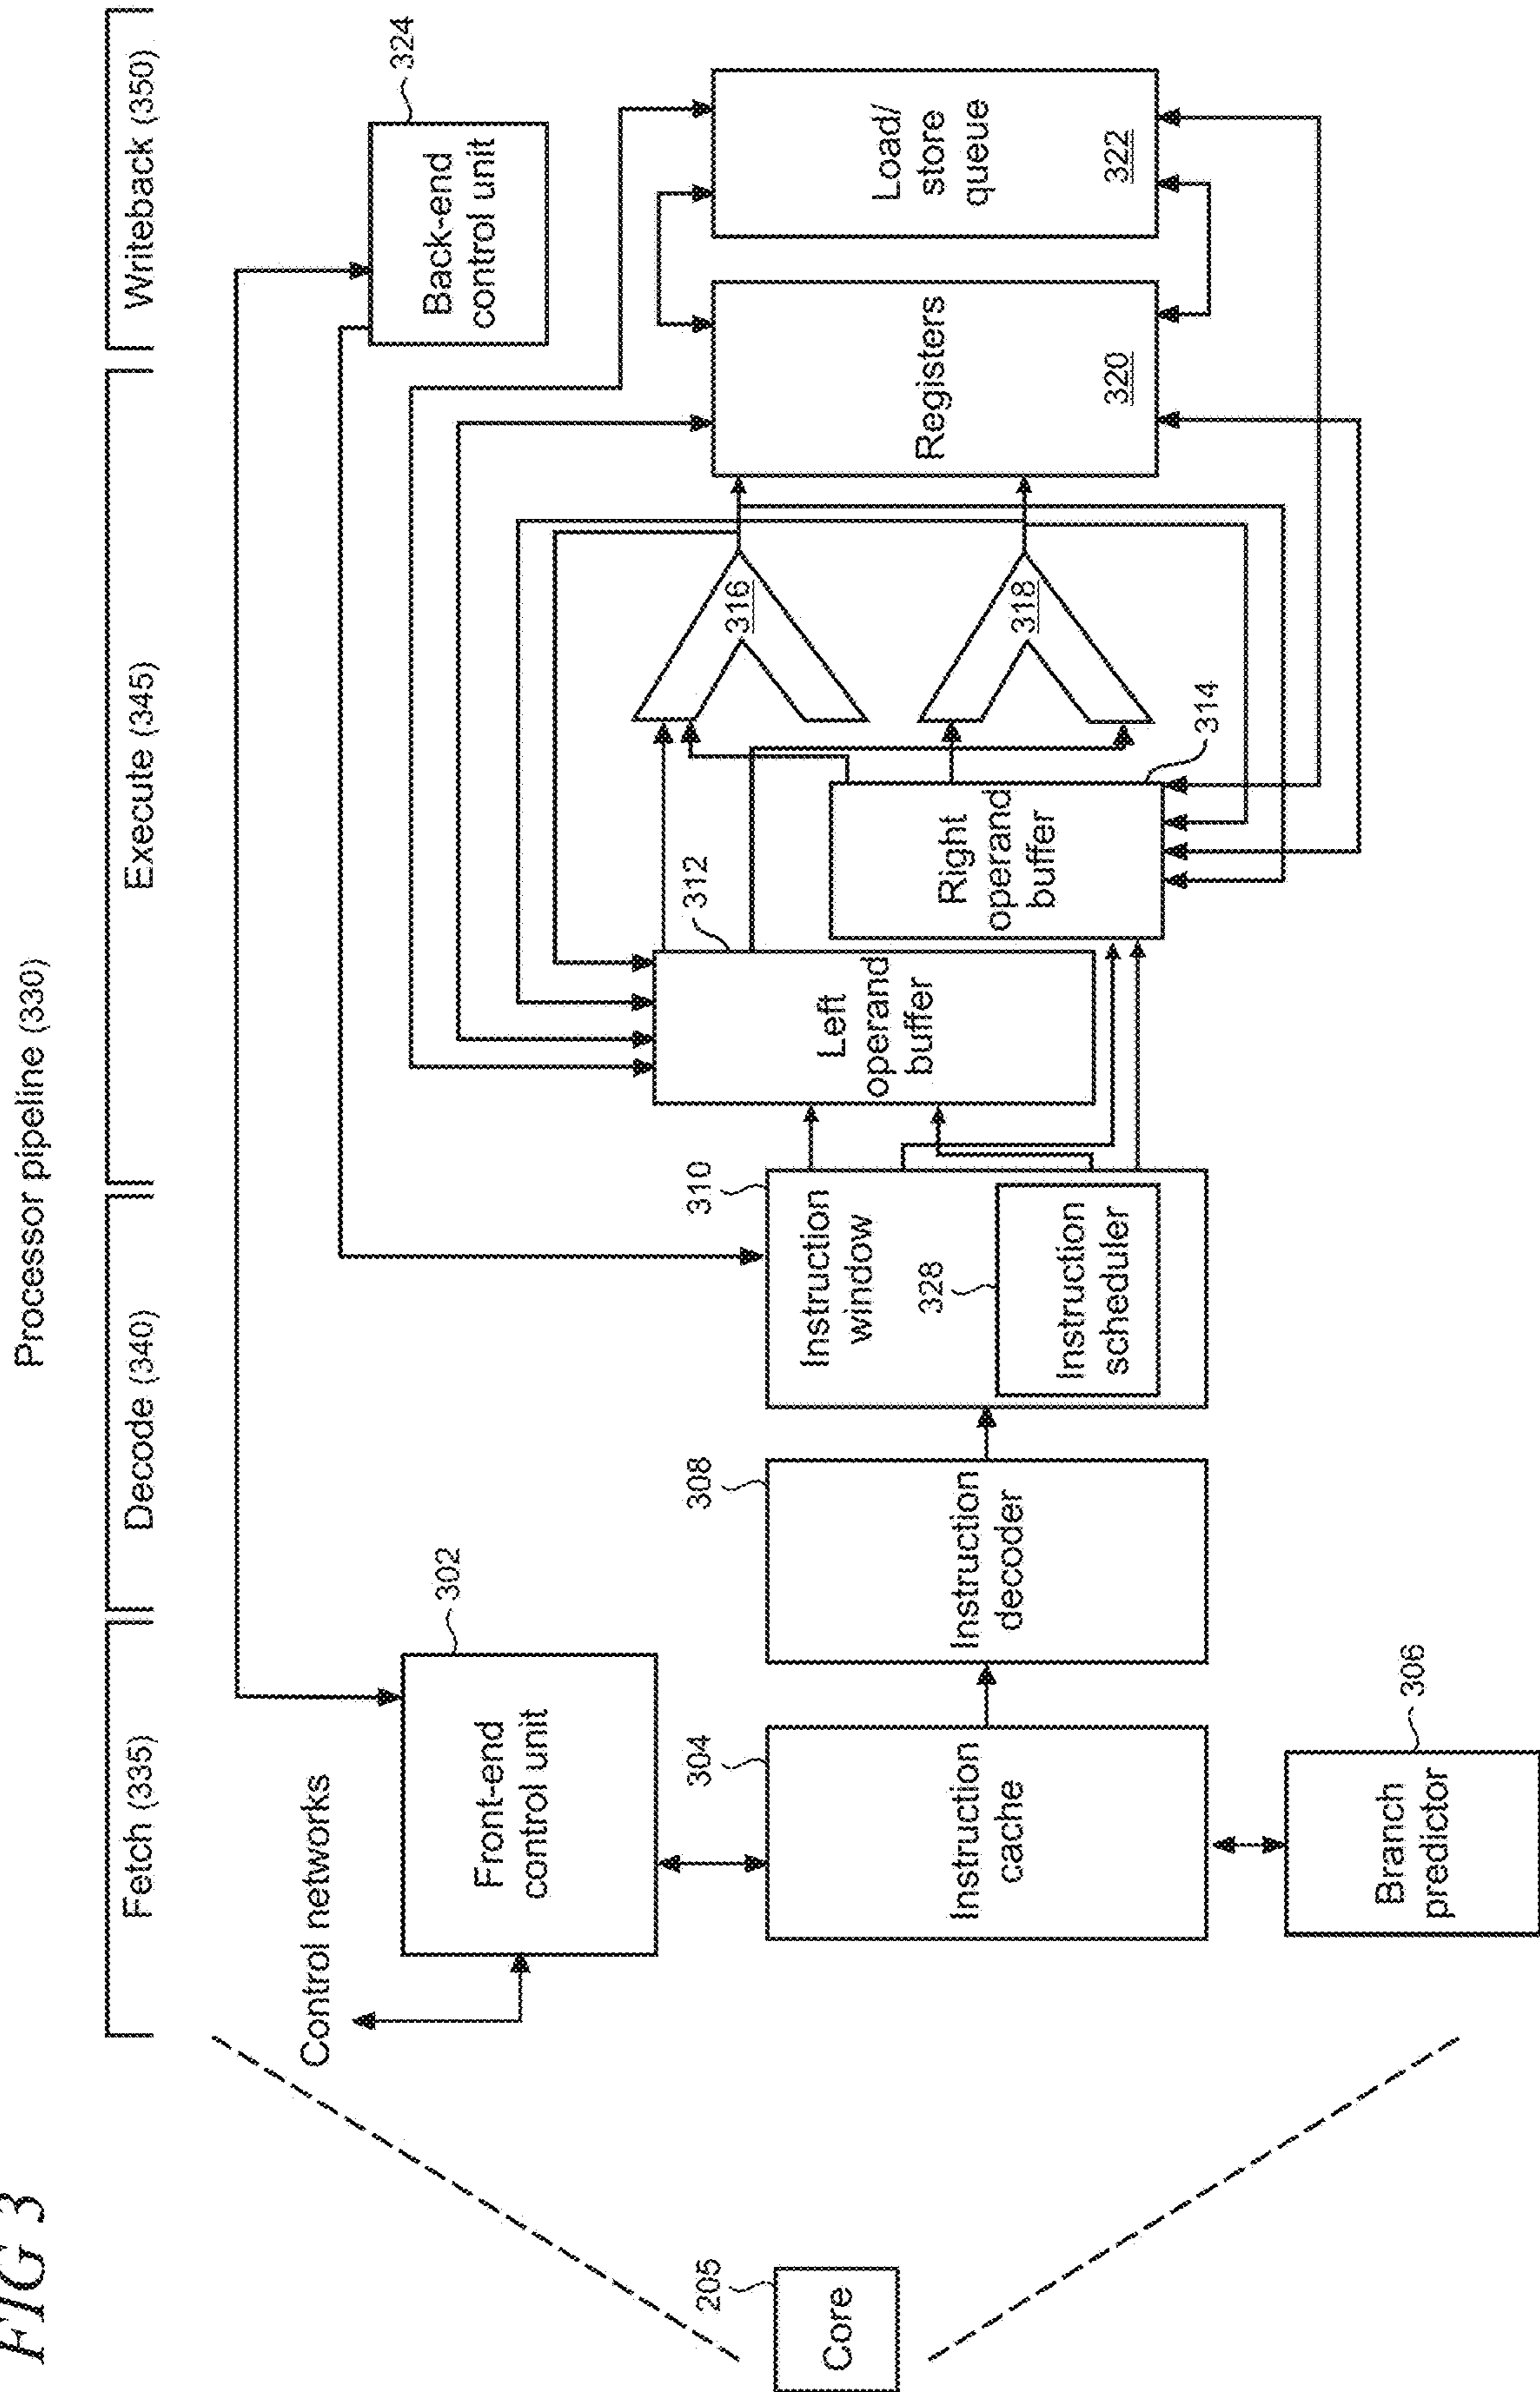 FIG 3
Processor pipeline (330)
Fetch (335)
Decode (340)
Execute (345)
Writeback (350)
Control networks
302
Front-end
control unit
324
Back-end
control unit
205
Core
304
Instruction
cache
306
Branch
predictor
308
Instruction
decoder
310
Instruction
window
328
Instruction
scheduler
312
Left
operand
buffer
314
Right
operand
buffer
316
318
Registers
320
Load/
store
queue
322